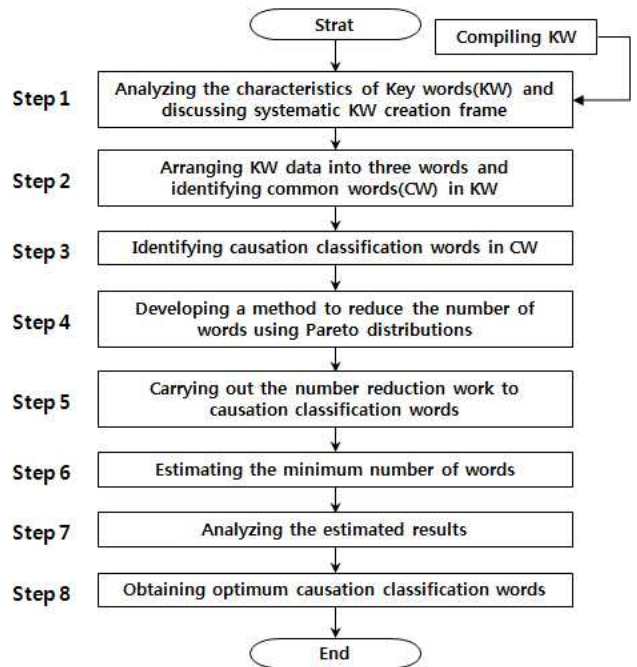 Strat
Compiling KW
Step 1
Analyzing the characteristics of Key words(KW) and
discussing systematic KW creation frame
Step 2
Arranging KW data into three words and
identifying common words(CW) in KW
Step 3
Identifying causation classification words in CW
Step 4
Developing a method to reduce the number of
words using Pareto distributions
Step 5
Carrying out the number reduction work to
causation classification words
Step 6
Estimating the minimum number of words
Step 7
Analyzing the estimated results
Step 8
Obtaining optimum causation classification words
End